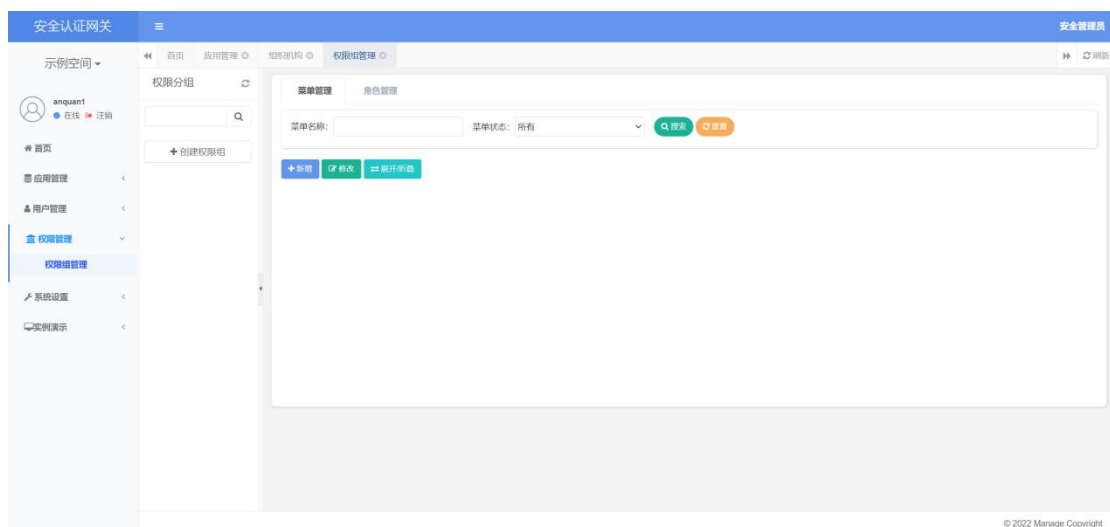 安全认证网关
安全管理员
示例空间
首页
应用管理
组织机构
权限组管理
刷新
anquan1
在线 注销
首页
应用管理
用户管理
权限管理
权限组管理
系统设置
实例演示
权限分组
创建权限组
菜单管理
角色管理
菜单名称:
菜单状态: 所有
搜索
重置
新增
修改
展开/折叠
© 2022 Manage Copyright